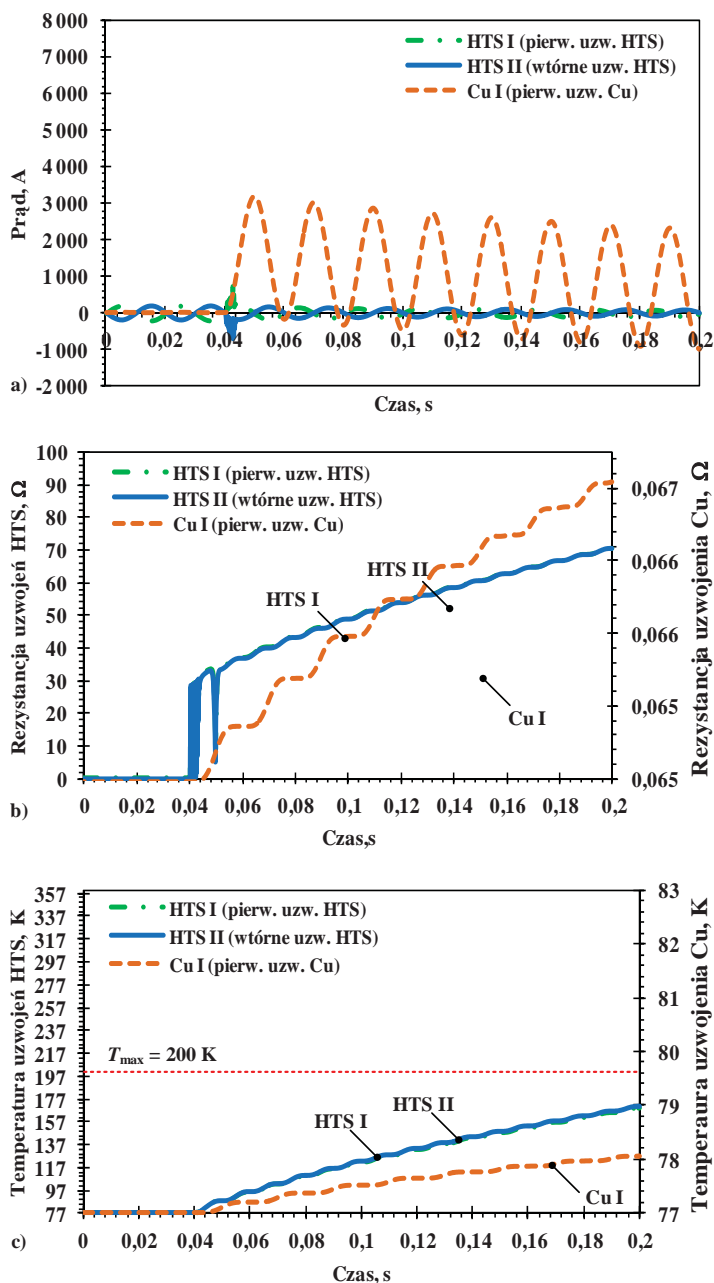 8 000
7 000
6 000
5 000
4 000
3 000
2 000
1 000
0
-1 000
-2 000
Prąd, A
HTS I (pierw. uzw. HTS)
HTS II (wtórne uzw. HTS)
Cu I (pierw. uzw. Cu)
0 0,02 0,04 0,06 0,08 0,1 0,12 0,14 0,16 0,18 0,2
Czas, s
a)
100
90
80
70
60
50
40
30
20
10
0
Rezystancja uzwojeń HTS, Ω
HTS I (pierw. uzw. HTS)
HTS II (wtórne uzw. HTS)
Cu I (pierw. uzw. Cu)
HTS I
HTS II
Cu I
0,067
0,066
0,066
0,065
0,065
Rezystancja uzwojenia Cu, Ω
0 0,02 0,04 0,06 0,08 0,1 0,12 0,14 0,16 0,18 0,2
Czas,s
b)
357
337
317
297
277
257
237
217
197
177
157
137
117
97
77
Temperatura uzwojeń HTS, K
HTS I (pierw. uzw. HTS)
HTS II (wtórne uzw. HTS)
Cu I (pierw. uzw. Cu)
Tmax = 200 K
HTS I
HTS II
Cu I
83
82
81
80
79
78
77
Temperaura uzwojenia Cu, K
0 0,02 0,04 0,06 0,08 0,1 0,12 0,14 0,16 0,18 0,2
Czas, s
c)